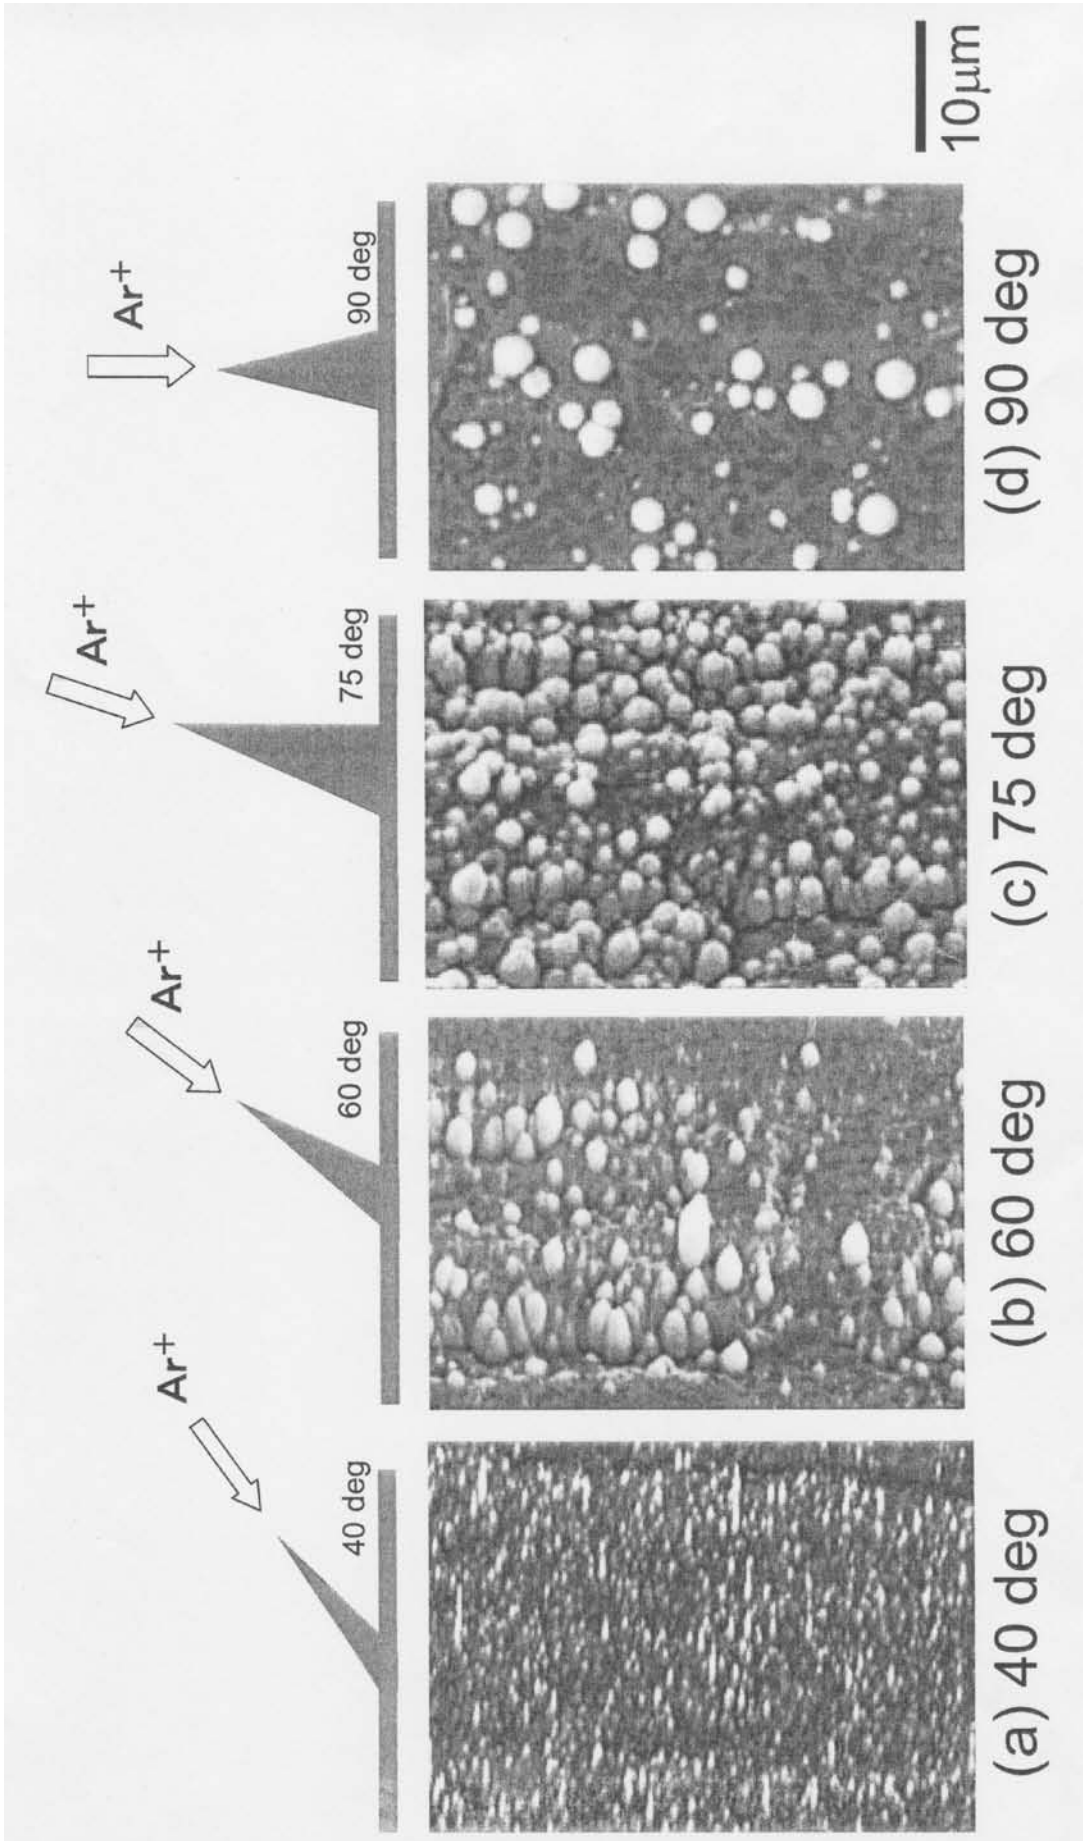 Ar+
Ar+
Ar+
Ar+
40 deg
60 deg
75 deg
90 deg
(a) 40 deg
(b) 60 deg
(c) 75 deg
(d) 90 deg
10μm